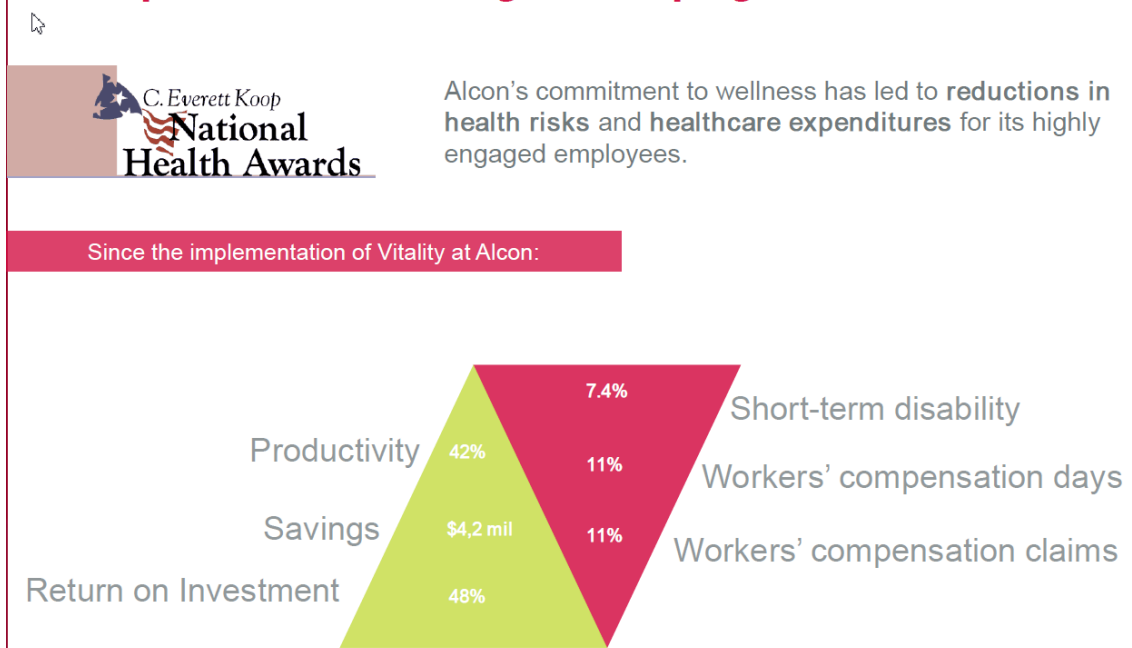 C. Everett Koop
National
Health Awards
Alcon's commitment to wellness has led to reductions in
health risks and healthcare expenditures for its highly
engaged employees.
Since the implementation of Vitality at Alcon:
7.4%
Short-term disability
Productivity
42%
11%
Workers' compensation days
Savings
$4,2 mil
11%
Workers' compensation claims
Return on Investment
48%